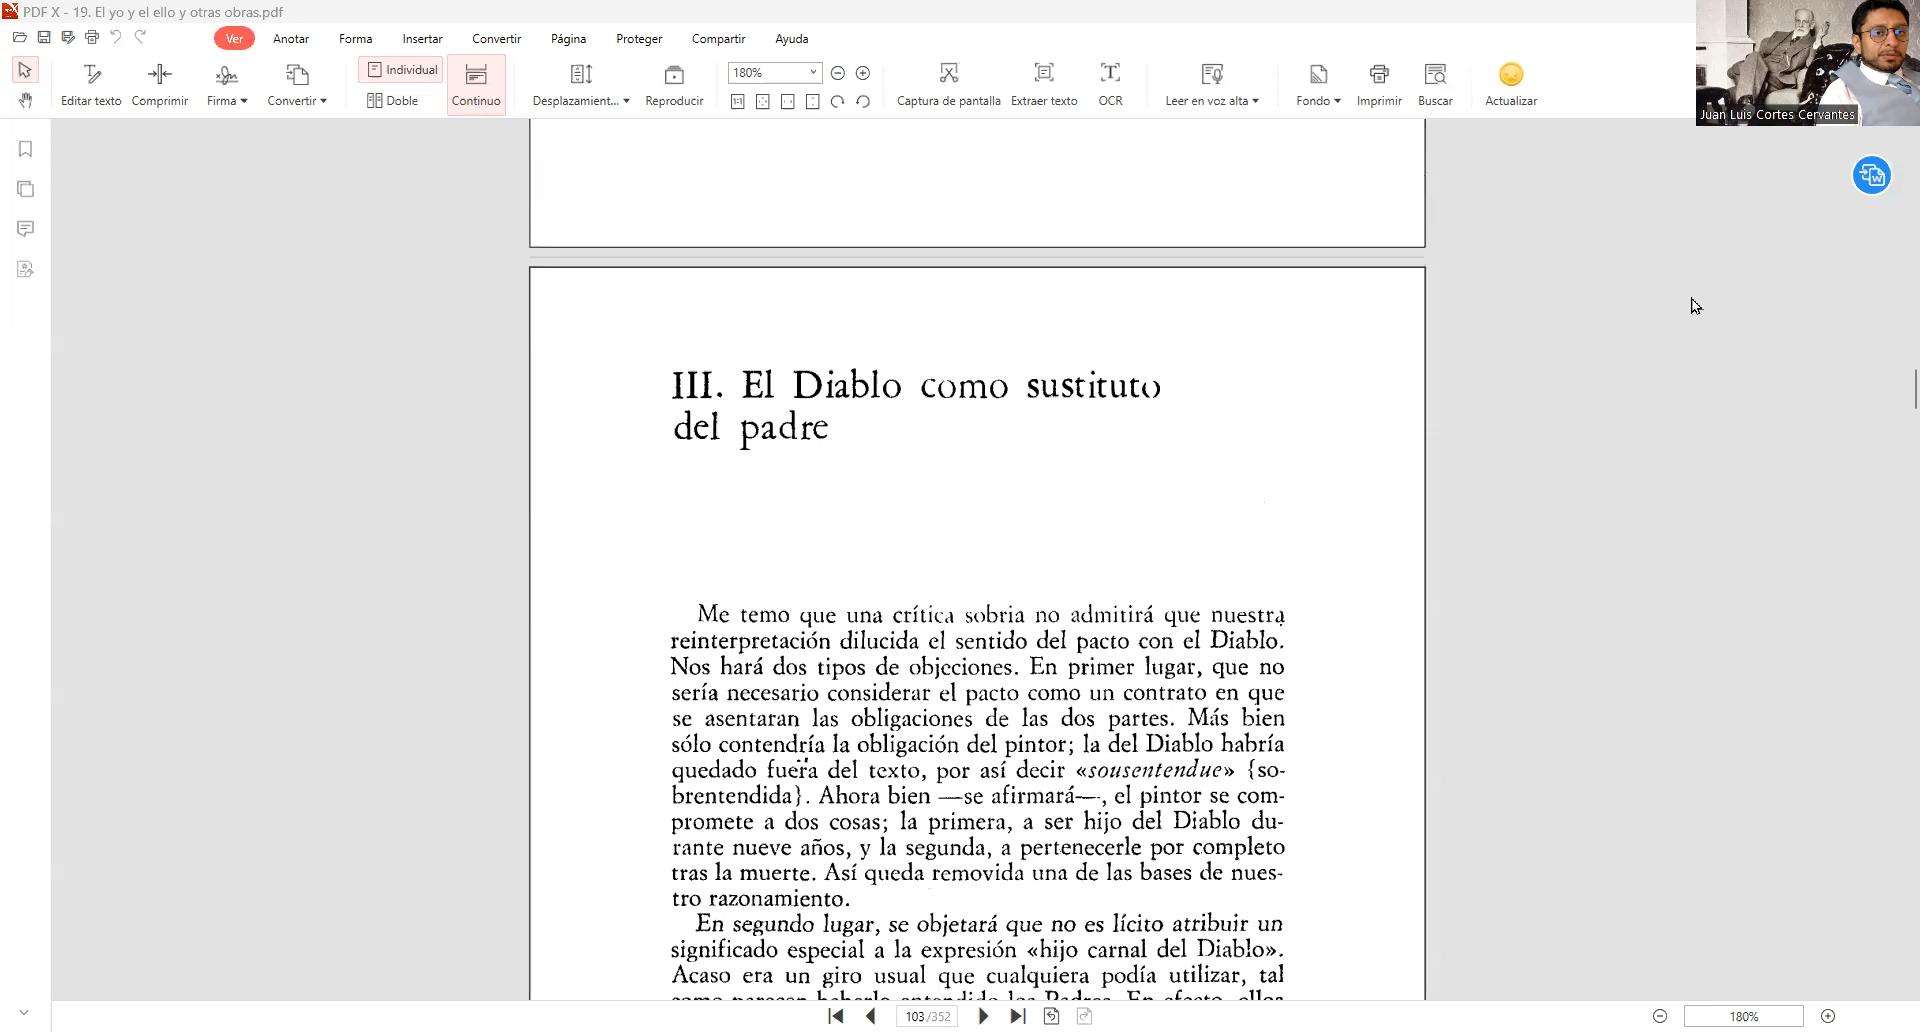 PDF X - 19. El yo y el ello y otras obras.pdf
Ver Anotar Forma Insertar Convertir Página Proteger Compartir Ayuda
Editar texto Comprimir Firma Convertir Individual Doble Continuo Desplazamient... Reproducir 180% Captura de pantalla Extraer texto OCR Leer en voz alta Fondo Imprimir Buscar Actualizar
Juan Luis Cortes Cervantes
III. El Diablo como sustituto
del padre
Me temo que una crítica sobria no admitirá que nuestra
reinterpretación dilucida el sentido del pacto con el Diablo.
Nos hará dos tipos de objeciones. En primer lugar, que no
sería necesario considerar el pacto como un contrato en que
se asentaran las obligaciones de las dos partes. Más bien
sólo contendría la obligación del pintor; la del Diablo habría
quedado fuera del texto, por así decir «sousentendue» {so-
brentendida}. Ahora bien —se afirmará—, el pintor se com-
promete a dos cosas; la primera, a ser hijo del Diablo du-
rante nueve años, y la segunda, a pertenecerle por completo
tras la muerte. Así queda removida una de las bases de nues-
tro razonamiento.
En segundo lugar, se objetará que no es lícito atribuir un
significado especial a la expresión «hijo carnal del Diablo».
Acaso era un giro usual que cualquiera podía utilizar, tal
como parecen haberlo entendido los Padres. En efecto, ellos
103/352
180%